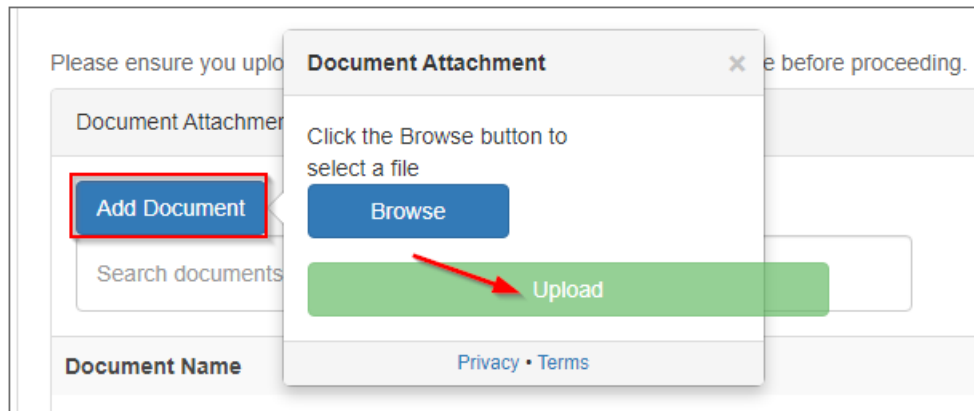 Please ensure you uplo
e before proceeding.
Document Attachmen
Add Document
Search documents
Document Name
Document Attachment ×
Click the Browse button to
select a file
Browse
Upload
Privacy • Terms